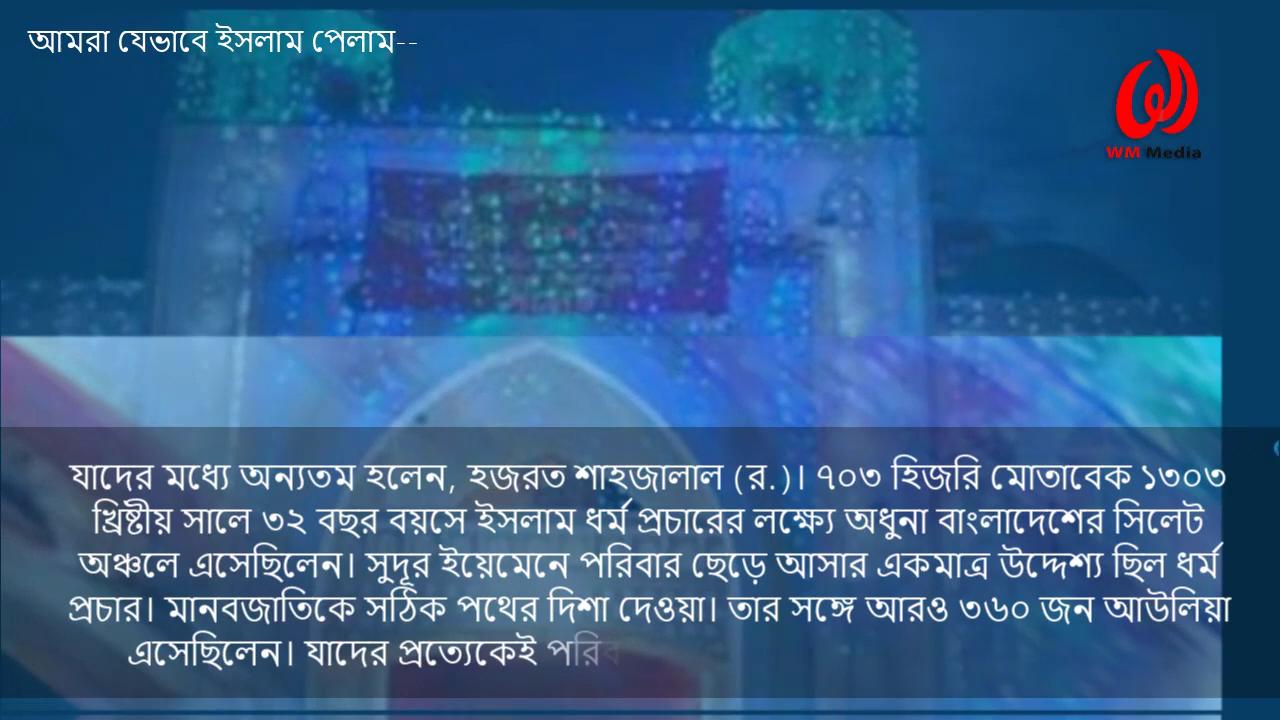 আমরা যেভাবে ইসলাম পেলাম--
WM Media
যাদের মধ্যে অন্যতম হলেন, হজরত শাহজালাল (র.)। ৭০৩ হিজরি মোতাবেক ১৩০৩
খ্রিষ্টীয় সালে ৩২ বছর বয়সে ইসলাম ধর্ম প্রচারের লক্ষ্যে অধুনা বাংলাদেশের সিলেট
অঞ্চলে এসেছিলেন। সুদূর ইয়েমেনে পরিবার ছেড়ে আসার একমাত্র উদ্দেশ্য ছিল ধর্ম
প্রচার। মানবজাতিকে সঠিক পথের দিশা দেওয়া। তার সঙ্গে আরও ৩৬০ জন আউলিয়া
এসেছিলেন। যাদের প্রত্যেকেই পরিব